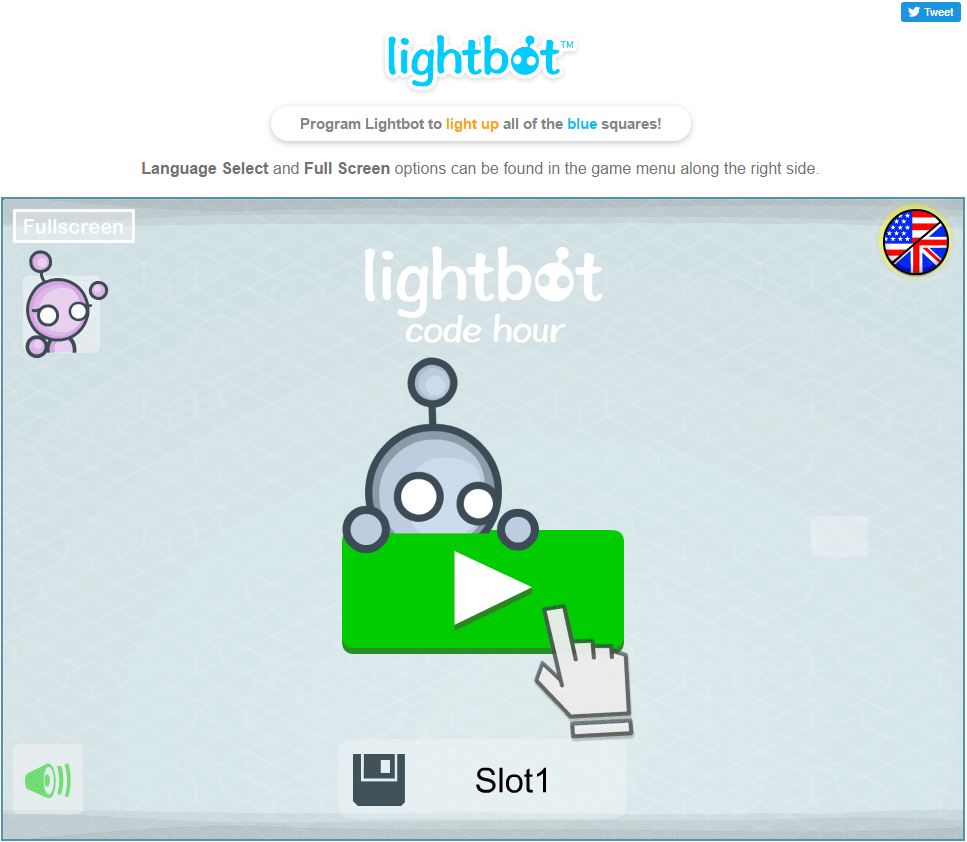 Tweet
lightbot™
Program Lightbot to light up all of the blue squares!
Language Select and Full Screen options can be found in the game menu along the right side.
Fullscreen
lightbot
code hour
Slot1